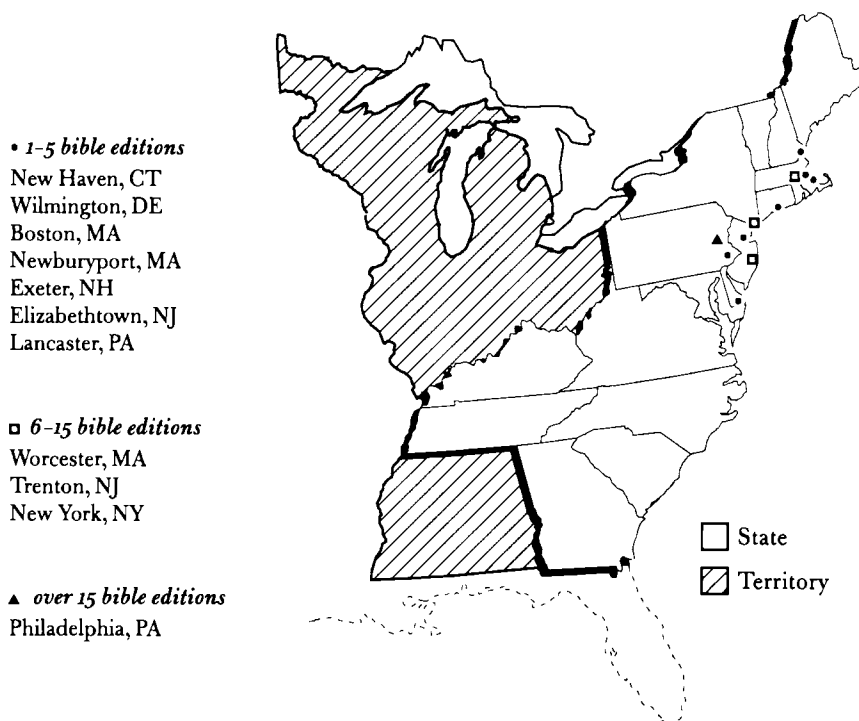 • 1–5 bible editions
New Haven, CT
Wilmington, DE
Boston, MA
Newburyport, MA
Exeter, NH
Elizabethtown, NJ
Lancaster, PA
6–15 bible editions
Worcester, MA
Trenton, NJ
New York, NY
▲ over 15 bible editions
Philadelphia, PA
State
Territory